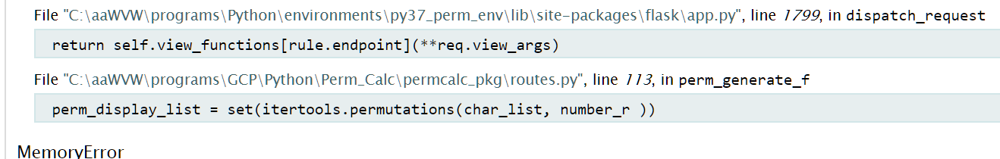 File "C:\aaWVW\programs\Python\environments\py37_perm_env\lib\site-packages\flask\app.py", line 1799, in dispatch_request
return self.view_functions[rule.endpoint](**req.view_args)
File "C:\aaWVW\programs\GCP\Python\Perm_Calc\permcalc_pkg\routes.py", line 113, in perm_generate_f
perm_display_list = set(itertools.permutations(char_list, number_r ))
MemoryError